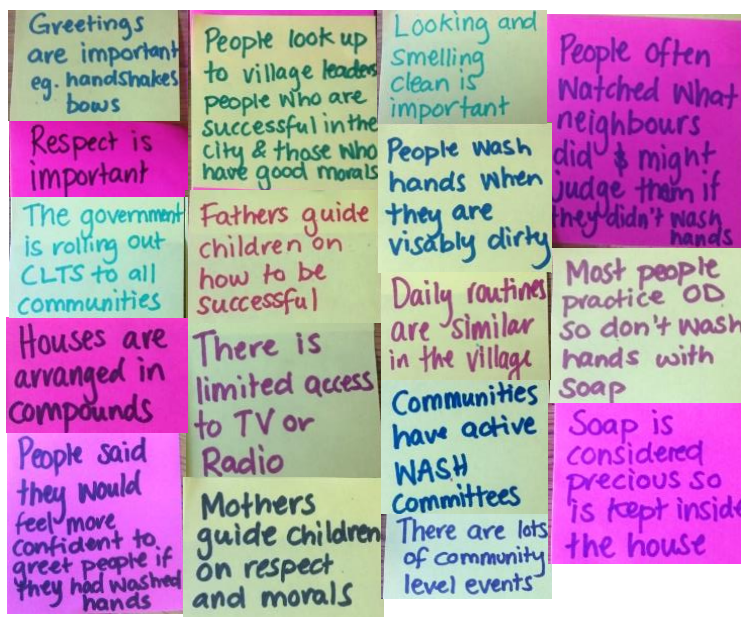 Greetings
are important
eg. handshakes
bows
Respect is
important
The government
is rolling out
CLTS to all
communities
Houses are
arranged in
compounds
People said
they would
feel more
confident to
greet people if
they had washed
hands
People look up
to village leaders
people who are
successful in the
city & those who
have good morals
Fathers guide
children on
how to be
successful
There is
limited access
to TV or
Radio
Mothers
guide children
on respect
and morals
Looking and
smelling
clean is
important
People wash
hands when
they are
visably dirty
Daily routines
are similar
in the village
Communities
have active
WASH
Committees
There are lots
of community
level events
People often
watched what
neighbours
did & might
judge them if
they didn't wash
hands
Most people
practice OD
so don't wash
hands with
soap
Soap is
considered
precious so
is kept inside
the house